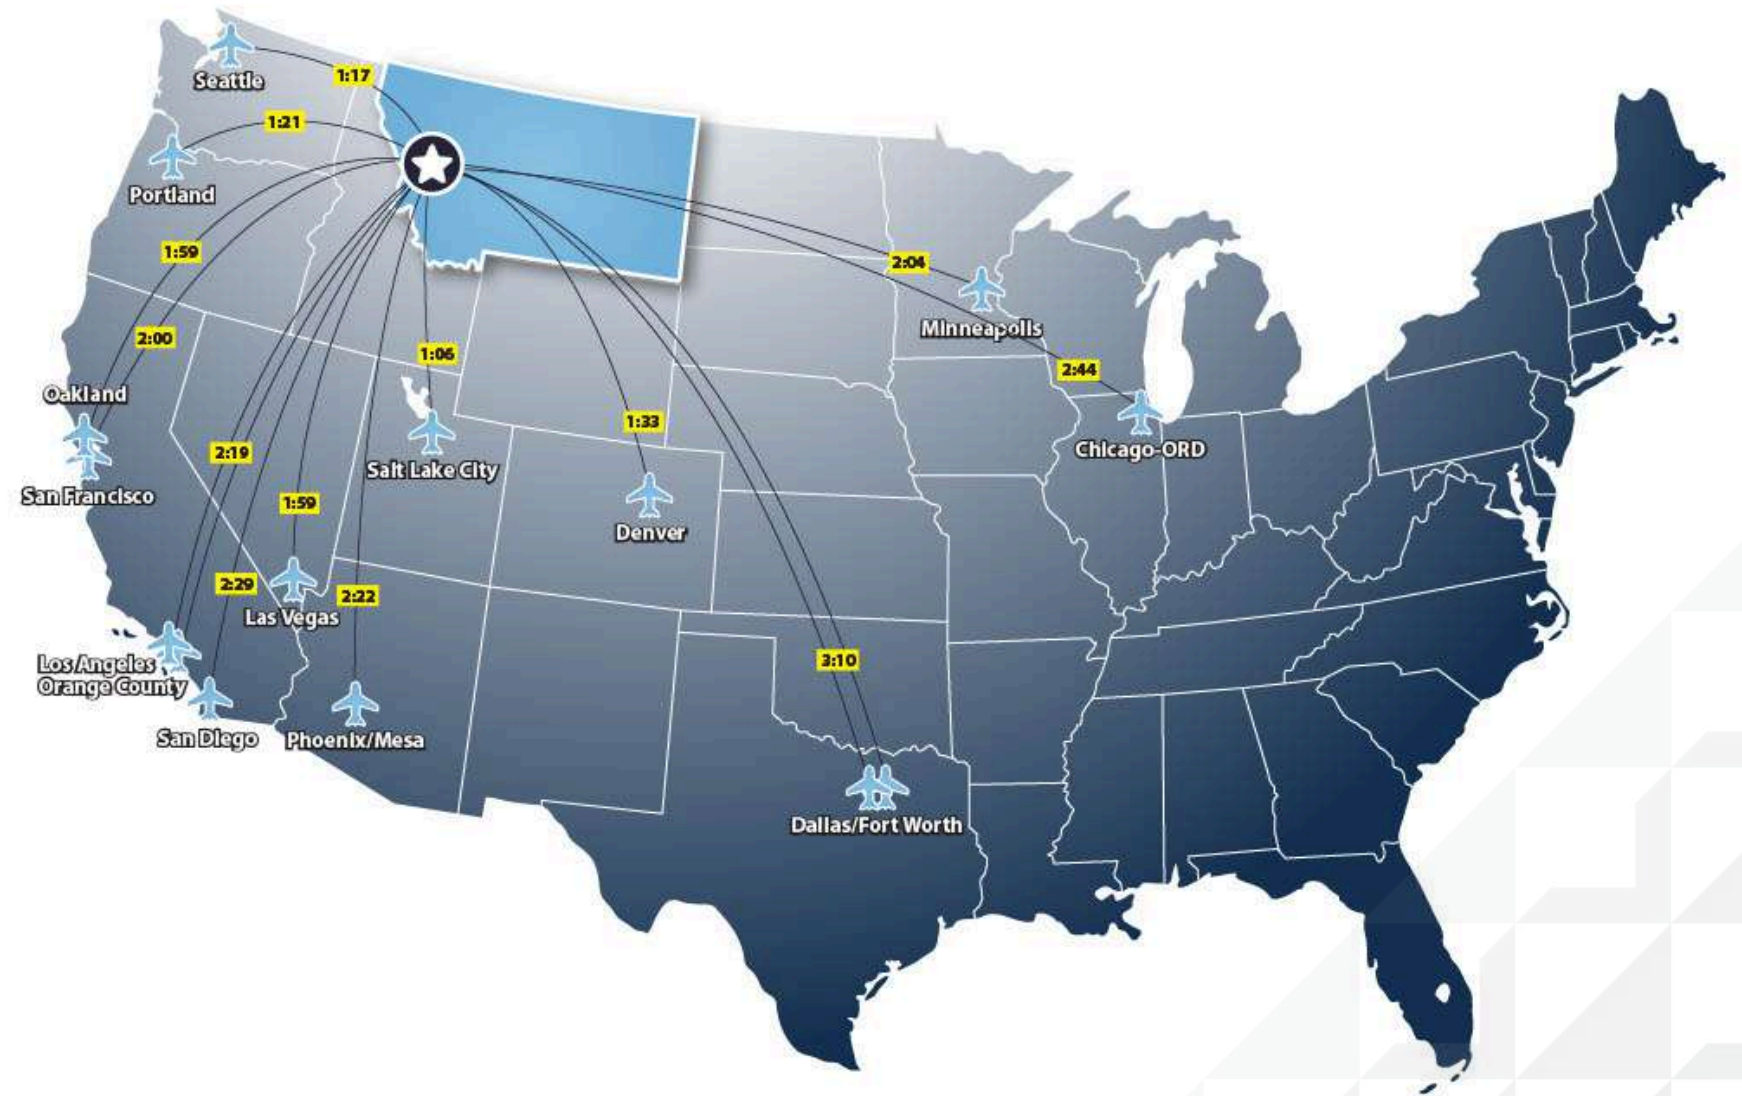 1:17
Seattle
1:21
Portland
1:59
2:04
Minneapolis
2:00
1:06
2:44
Oakland
1:33
Chicago-ORD
2:19
Salt Lake City
San Francisco
1:59
Denver
2:29
2:22
Las Vegas
Los Angeles
Orange County
3:10
San Diego
Phoenix/Mesa
Dallas/Fort Worth